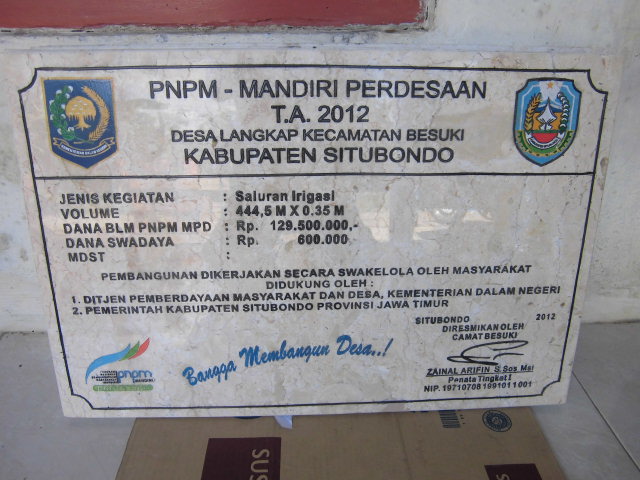 PNPM - MANDIRI PERDESAAN
T.A. 2012
DESA LANGKAP KECAMATAN BESUKI
KABUPATEN SITUBONDO
JENIS KEGIATAN : Saluran Irigasi
VOLUME : 444,5 M X 0.35 M
DANA BLM PNPM MPD : Rp. 129.500.000,-
DANA SWADAYA : Rp. 600.000
MDST :
PEMBANGUNAN DIKERJAKAN SECARA SWAKELOLA OLEH MASYARAKAT
DIDUKUNG OLEH :
1. DITJEN PEMBERDAYAAN MASYARAKAT DAN DESA, KEMENTERIAN DALAM NEGERI
2. PEMERINTAH KABUPATEN SITUBONDO PROVINSI JAWA TIMUR
SITUBONDO 2012
DIRESMIKAN OLEH
CAMAT BESUKI
pnpm
Bangga Membangun Desa..!
ZAINAL ARIFIN S.Sos Msi
Penata Tingkat I
NIP. 19710708 1991011 001
SUS